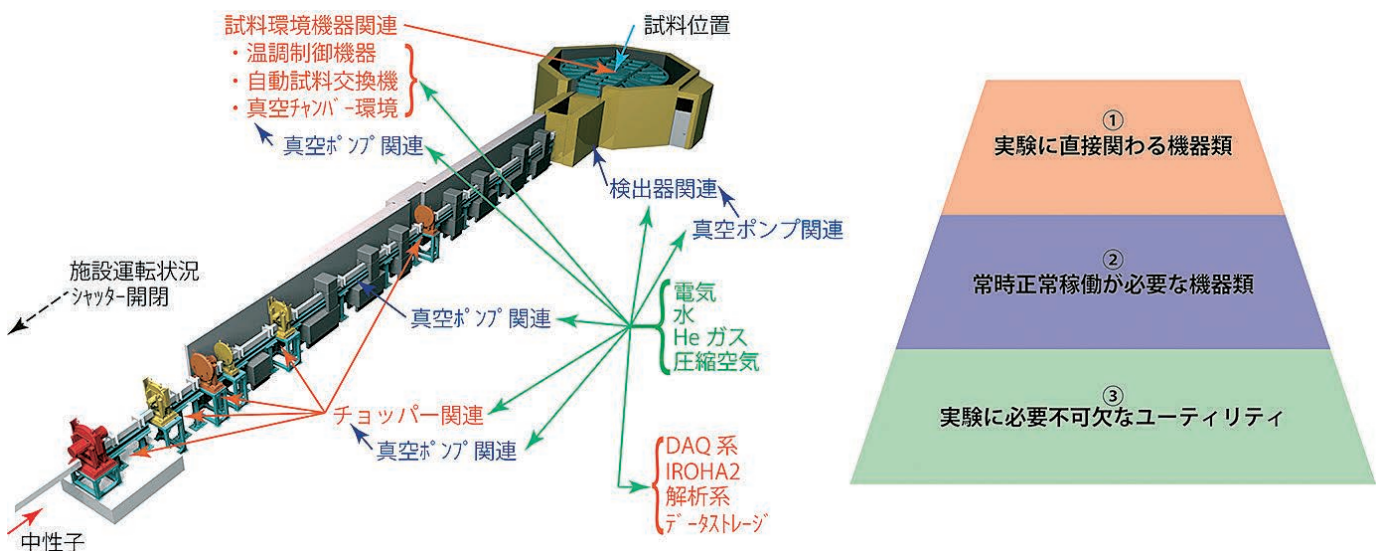 試料環境機器関連
・温調制御機器
・自動試料交換機
・真空ﾁｬﾝﾊﾞｰ環境
真空ﾎﾟﾝﾌﾟ関連
試料位置
検出器関連
真空ポンプ関連
施設運転状況
ｼｬｯﾀｰ開閉
真空ﾎﾟﾝﾌﾟ関連
電気
水
He ガス
圧縮空気
チョッパー関連
真空ﾎﾟﾝﾌﾟ関連
DAQ 系
IROHA2
解析系
ﾃﾞｰﾀｽﾄﾚｰｼﾞ
中性子
①
実験に直接関わる機器類
②
常時正常稼働が必要な機器類
③
実験に必要不可欠なユーティリティ